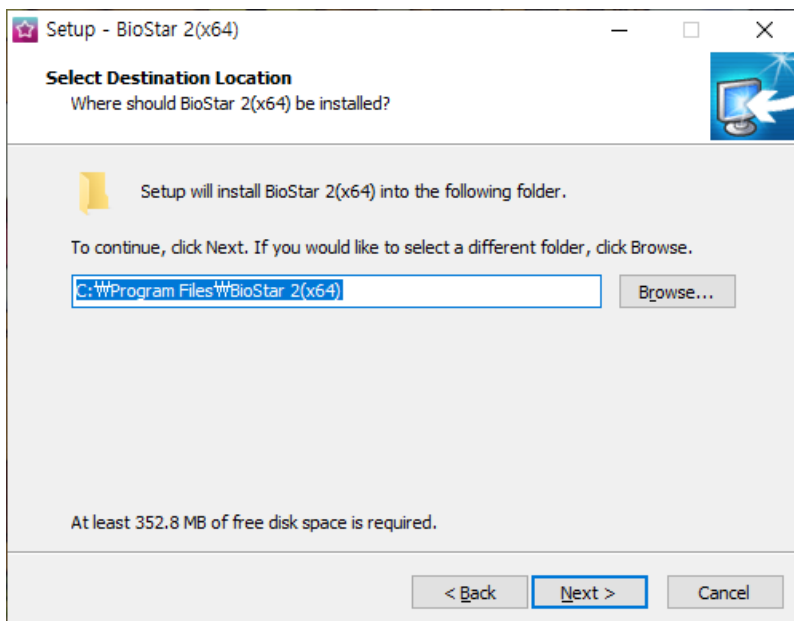 Setup - BioStar 2(x64)
Select Destination Location
Where should BioStar 2(x64) be installed?
Setup will install BioStar 2(x64) into the following folder.
To continue, click Next. If you would like to select a different folder, click Browse.
C:₩Program Files₩BioStar 2(x64)
Browse...
At least 352.8 MB of free disk space is required.
< Back
Next >
Cancel